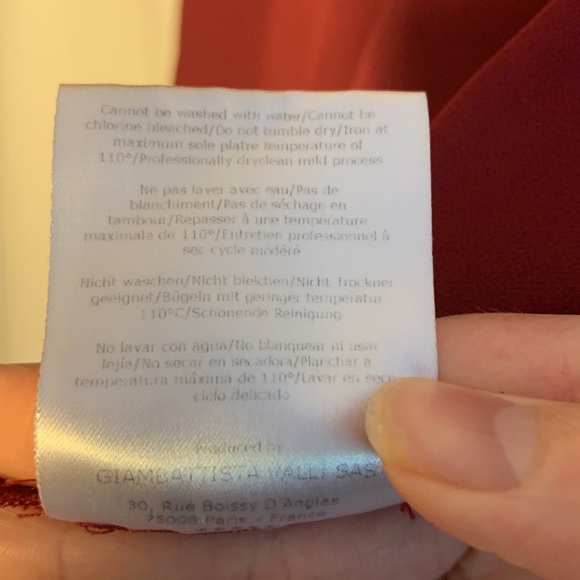 Cannot be washed with water/Cannot be
chlorine bleached/Do not tumble dry/Iron at
maximum sole platre temperature of
110°/Professionally dryclean mild process
Ne pas laver avec eau/Pas de
blanchiment/Pas de séchage en
tambour/Repasser à une température
maximale de 110°/Entretien professionnel à
sec cycle modéré
Nicht waschen/Nicht bleichen/Nicht Trockner
geeignet/Bügeln mit geringer temperatur
110°C/Schonende Reinigung
No lavar con agua/No blanquear ni usar
lejía/No secar en secadora/Planchar a
temperatura máxima de 110°/Lavar en seco
ciclo delicado
Produced by
GIAMBATTISTA VALLI SAS
30, Rue Boissy D'Anglas
75008 Paris - France